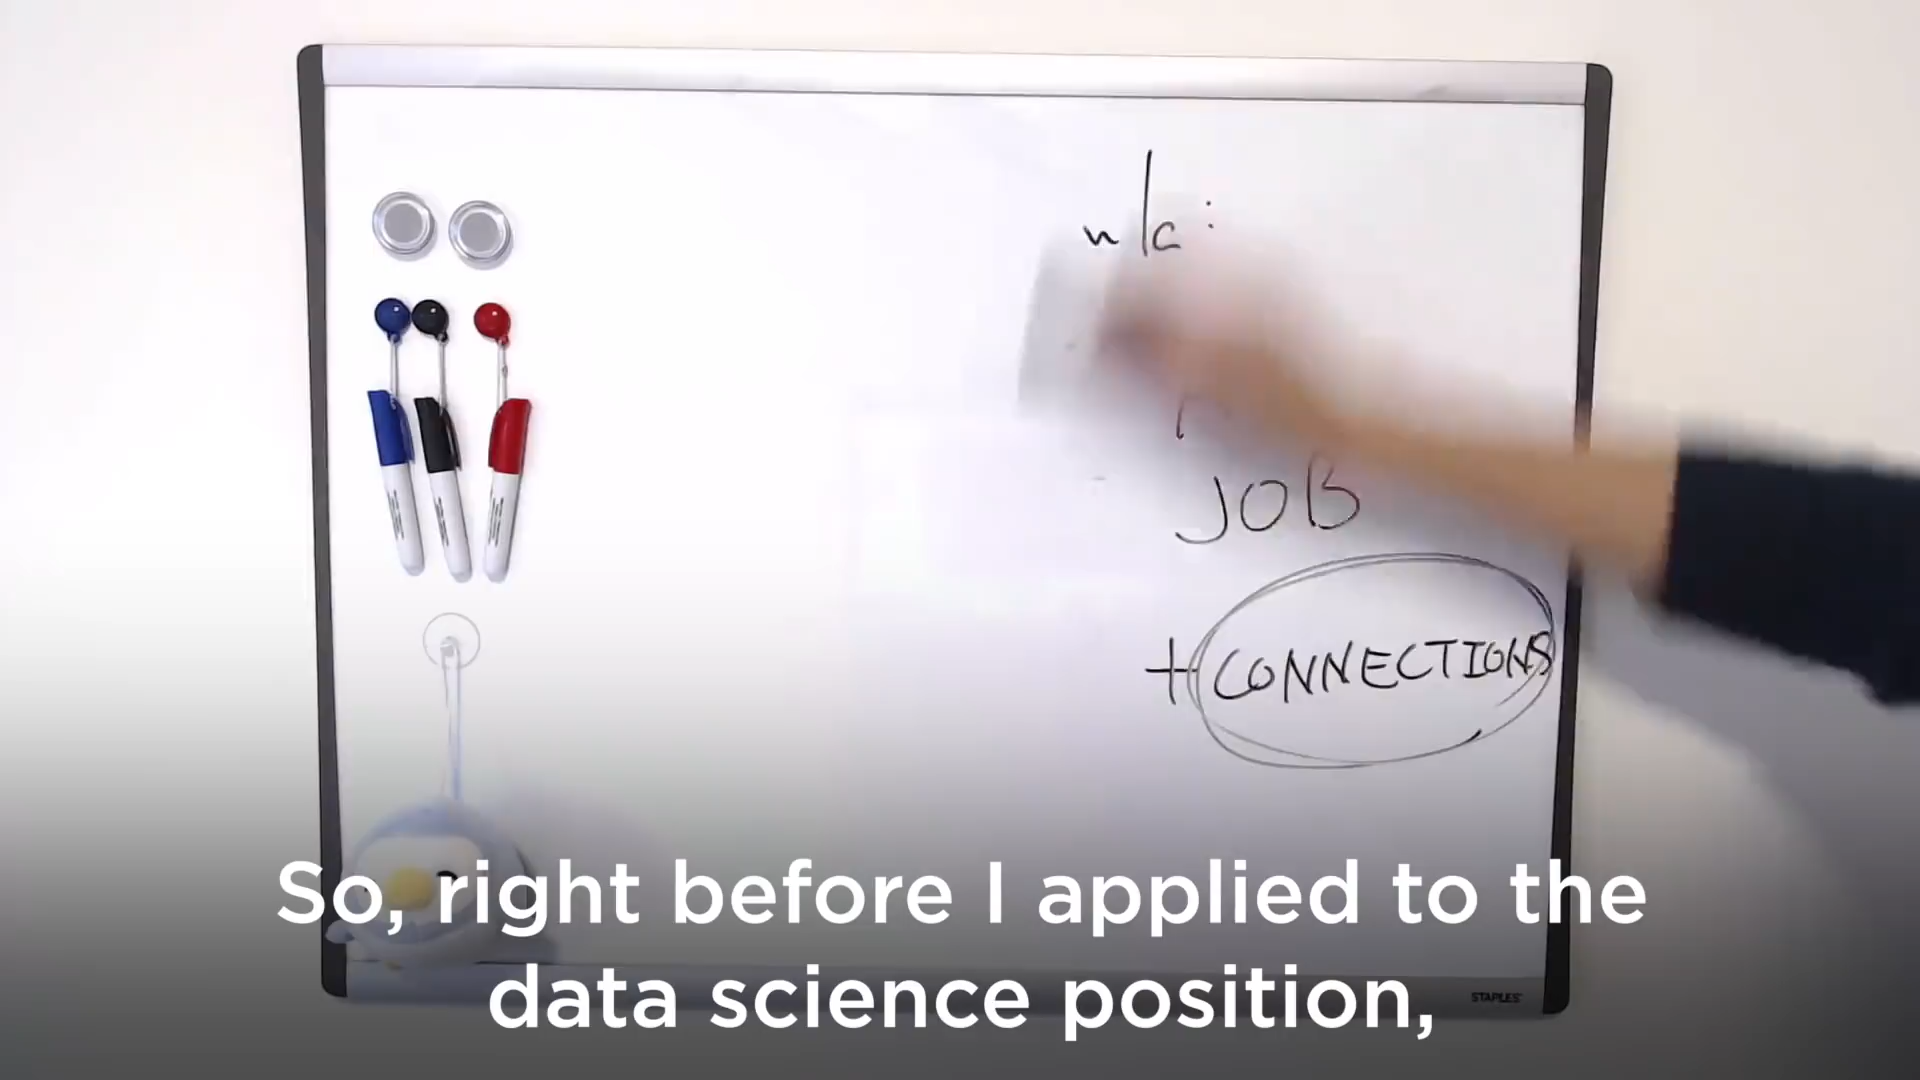 n/c:
JOB
+ CONNECTIONS
So, right before I applied to the
data science position,
STAPLES